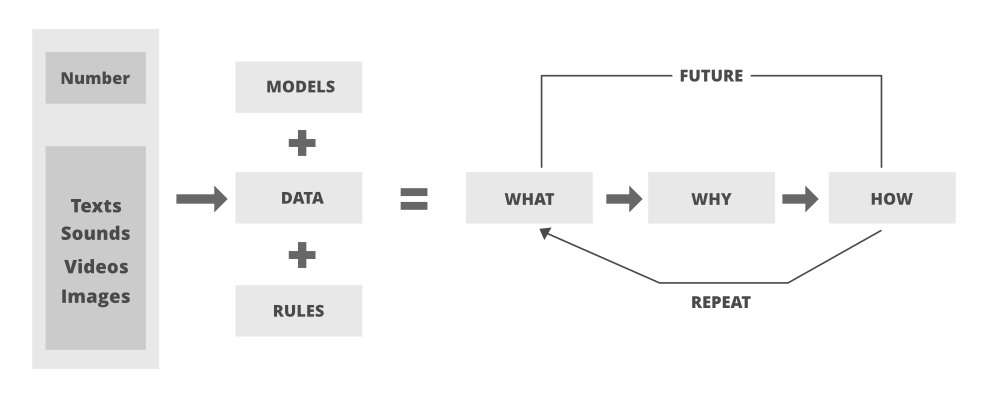 Number
Texts
Sounds
Videos
Images
MODELS
DATA
RULES
FUTURE
WHAT
WHY
HOW
REPEAT